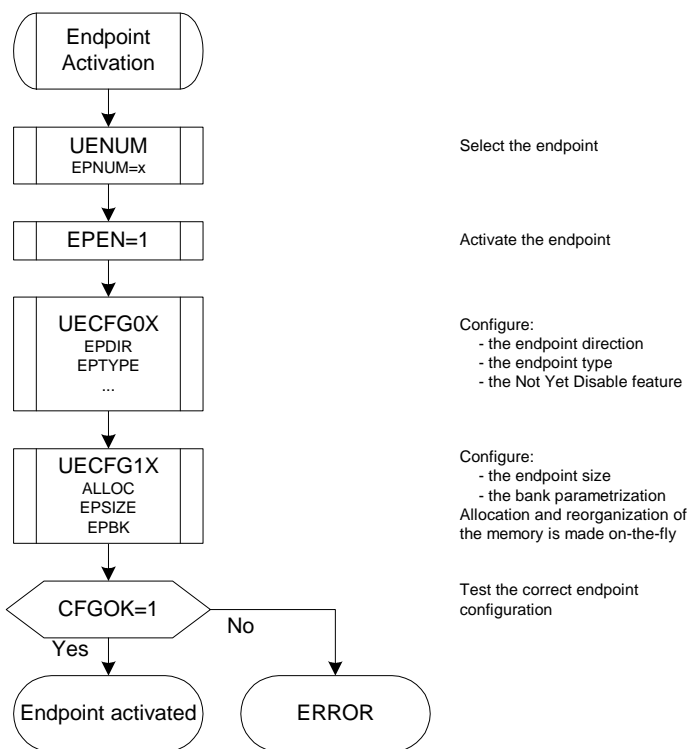 Endpoint
Activation
UENUM
EPNUM=x
Select the endpoint
EPEN=1
Activate the endpoint
UECFG0X
EPDIR
EPTYPE
...
Configure:
- the endpoint direction
- the endpoint type
- the Not Yet Disable feature
UECFG1X
ALLOC
EPSIZE
EPBK
Configure:
- the endpoint size
- the bank parametrization
Allocation and reorganization of
the memory is made on-the-fly
CFGOK=1
Test the correct endpoint
configuration
No
Yes
Endpoint activated
ERROR